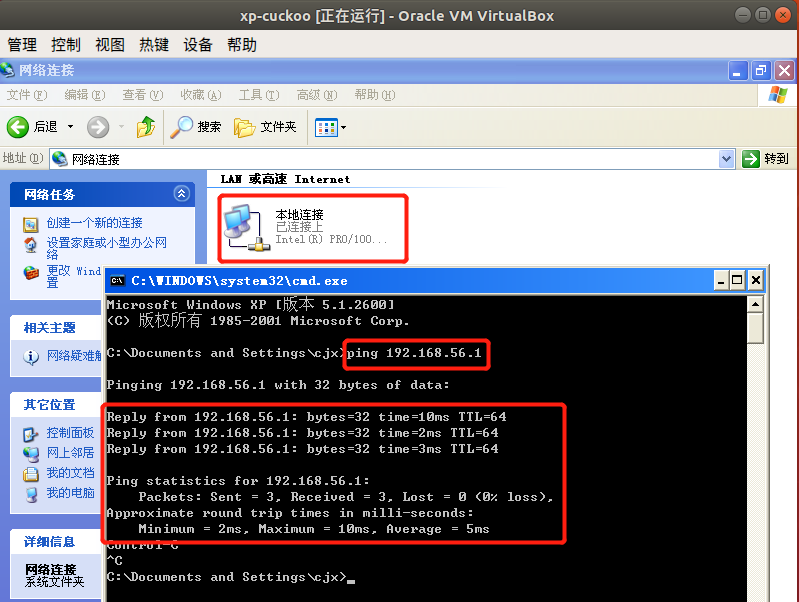 xp-cuckoo [正在运行] - Oracle VM VirtualBox
管理 控制 视图 热键 设备 帮助
网络连接
文件(F) 编辑(E) 查看(V) 收藏(A) 工具(T) 高级(N) 帮助(H)
后退 搜索 文件夹
地址(D) 网络连接 转到
LAN 或高速 Internet
网络任务
创建一个新的连接
设置家庭或小型办公网
络
更改 Wind
置
本地连接
已连接上
Intel(R) PRO/100...
相关主题
网络疑难解
其它位置
控制面板
网上邻居
我的文档
我的电脑
详细信息
网络连接
系统文件夹
C:\WINDOWS\system32\cmd.exe
Microsoft Windows XP [版本 5.1.2600]
(C) 版权所有 1985-2001 Microsoft Corp.
C:\Documents and Settings\cjx>ping 192.168.56.1
Pinging 192.168.56.1 with 32 bytes of data:
Reply from 192.168.56.1: bytes=32 time=10ms TTL=64
Reply from 192.168.56.1: bytes=32 time=2ms TTL=64
Reply from 192.168.56.1: bytes=32 time=3ms TTL=64
Ping statistics for 192.168.56.1:
Packets: Sent = 3, Received = 3, Lost = 0 (0% loss),
Approximate round trip times in milli-seconds:
Minimum = 2ms, Maximum = 10ms, Average = 5ms
Control-C
^C
C:\Documents and Settings\cjx>_